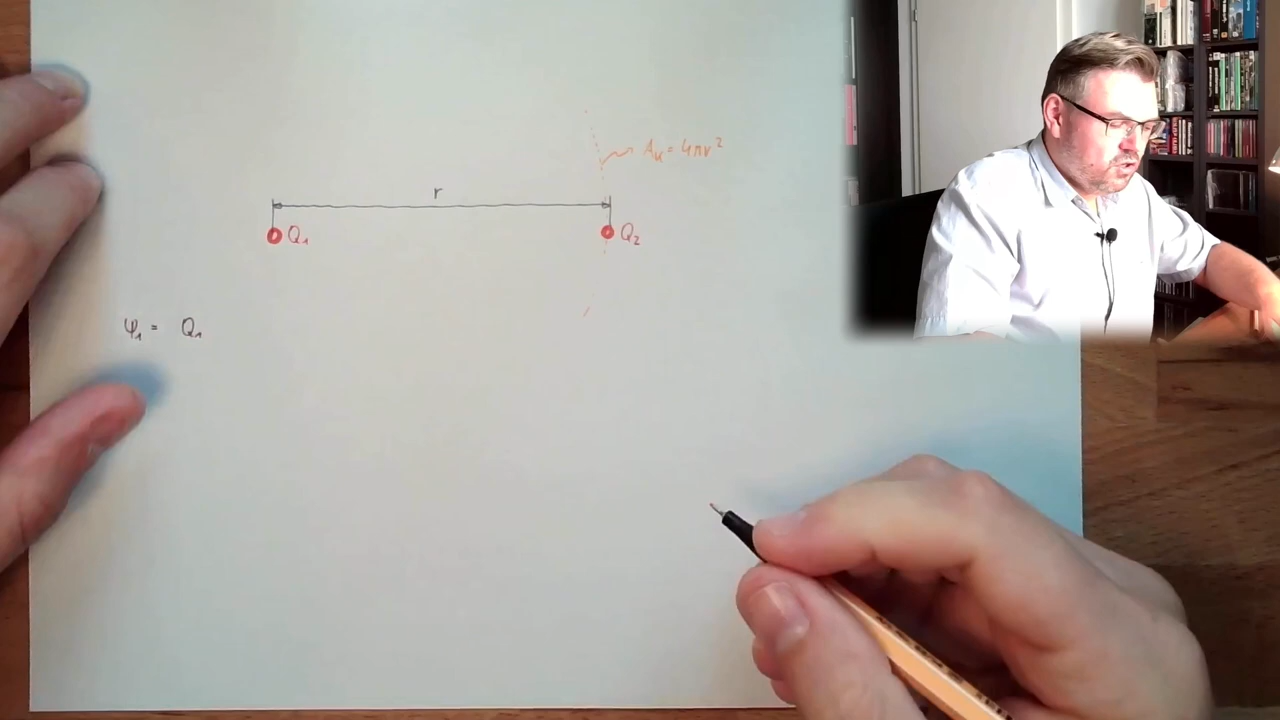 A_K = 4πr²
r
Q₁
Q₂
ψ₁ = Q₁